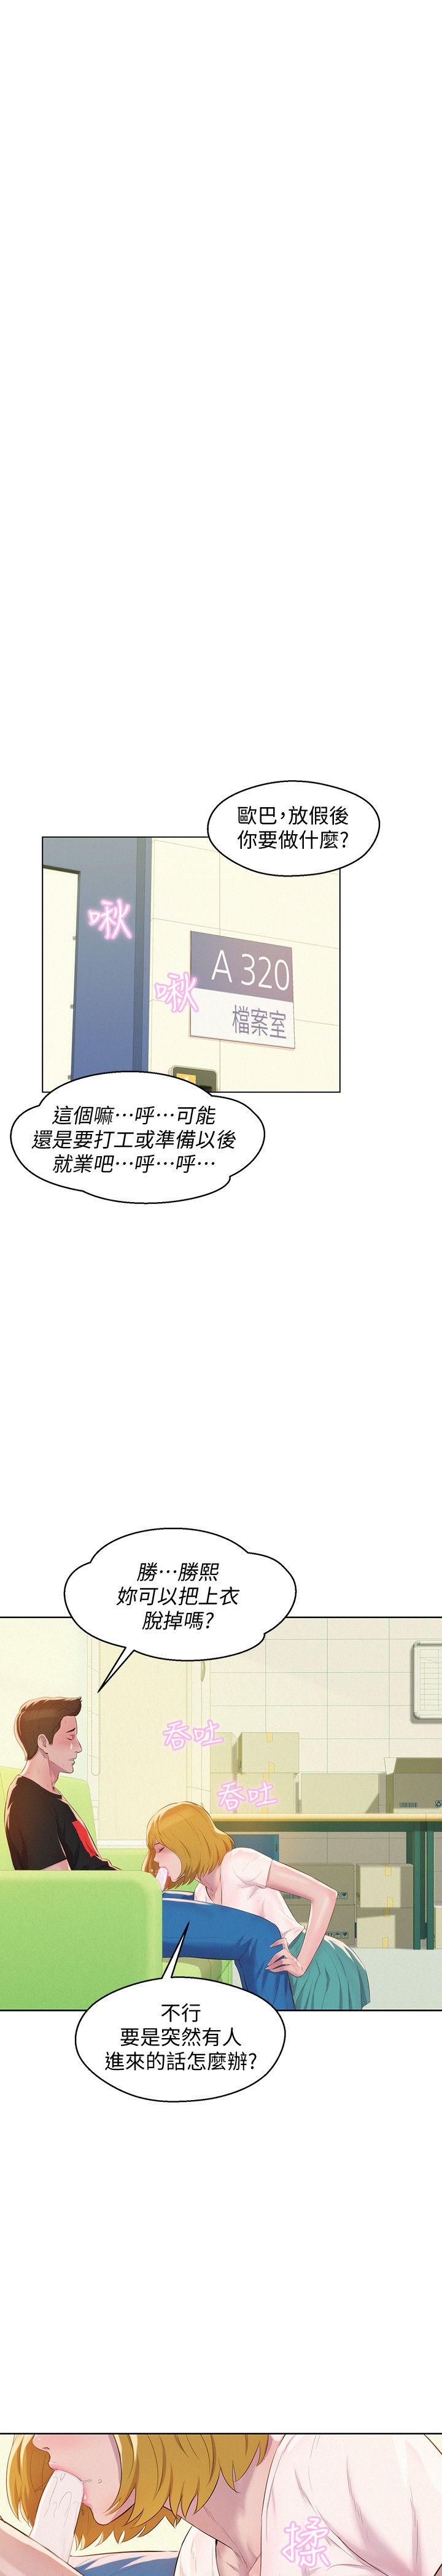 歐巴，放假後
你要做什麼?
啾
啾
A 320
檔案室
這個嘛…呼…可能
還是要打工或準備以後
就業吧…呼…呼…
勝…勝熙
妳可以把上衣
脫掉嗎?
吞吐
吞吐
不行
要是突然有人
進來的話怎麼辦?
揉